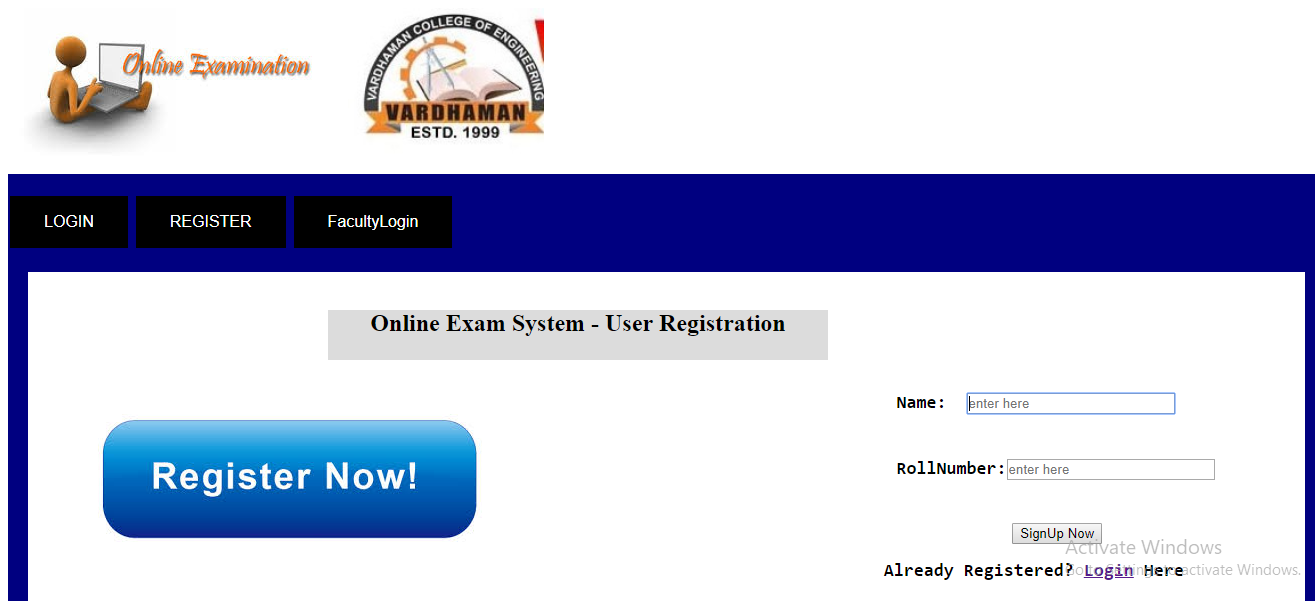 Online Examination
VARDHAMAN COLLEGE OF ENGINEERING
VARDHAMAN
ESTD. 1999
LOGIN REGISTER FacultyLogin
Online Exam System - User Registration
Name: enter here
Register Now!
RollNumber: enter here
SignUp Now
Activate Windows
Already Registered? Login Here
Go to Settings to activate Windows.